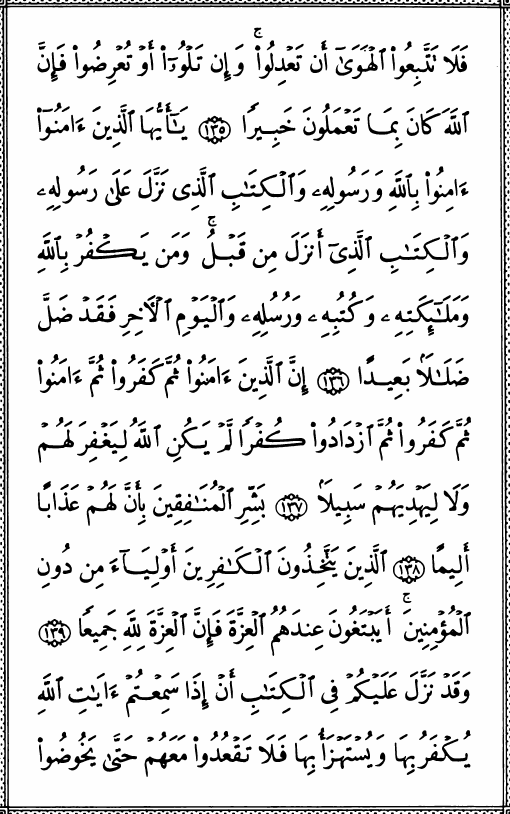 فَلَا تَتَّبِعُوا۟ ٱلْهَوَىٰٓ أَن تَعْدِلُوا۟ ۚ وَإِن تَلْوُۥٓا۟ أَوْ تُعْرِضُوا۟ فَإِنَّ
ٱللَّهَ كَانَ بِمَا تَعْمَلُونَ خَبِيرًا ١٣٥ يَـٰٓأَيُّهَا ٱلَّذِينَ ءَامَنُوٓا۟
ءَامِنُوا۟ بِٱللَّهِ وَرَسُولِهِۦ وَٱلْكِتَـٰبِ ٱلَّذِى نَزَّلَ عَلَىٰ رَسُولِهِۦ
وَٱلْكِتَـٰبِ ٱلَّذِىٓ أَنزَلَ مِن قَبْلُ ۚ وَمَن يَكْفُرْ بِٱللَّهِ
وَمَلَـٰٓئِكَتِهِۦ وَكُتُبِهِۦ وَرُسُلِهِۦ وَٱلْيَوْمِ ٱلْـَٔاخِرِ فَقَدْ ضَلَّ
ضَلَـٰلًۢا بَعِيدًا ١٣٦ إِنَّ ٱلَّذِينَ ءَامَنُوا۟ ثُمَّ كَفَرُوا۟ ثُمَّ ءَامَنُوا۟
ثُمَّ كَفَرُوا۟ ثُمَّ ٱزْدَادُوا۟ كُفْرًا لَّمْ يَكُنِ ٱللَّهُ لِيَغْفِرَ لَهُمْ
وَلَا لِيَهْدِيَهُمْ سَبِيلًۢا ١٣٧ بَشِّرِ ٱلْمُنَـٰفِقِينَ بِأَنَّ لَهُمْ عَذَابًا
أَلِيمًا ١٣٨ ٱلَّذِينَ يَتَّخِذُونَ ٱلْكَـٰفِرِينَ أَوْلِيَآءَ مِن دُونِ
ٱلْمُؤْمِنِينَ ۚ أَيَبْتَغُونَ عِندَهُمُ ٱلْعِزَّةَ فَإِنَّ ٱلْعِزَّةَ لِلَّهِ جَمِيعًا ١٣٩
وَقَدْ نَزَّلَ عَلَيْكُمْ فِى ٱلْكِتَـٰبِ أَنْ إِذَا سَمِعْتُمْ ءَايَـٰتِ ٱللَّهِ
يُكْفَرُ بِهَا وَيُسْتَهْزَأُ بِهَا فَلَا تَقْعُدُوا۟ مَعَهُمْ حَتَّىٰ يَخُوضُوا۟